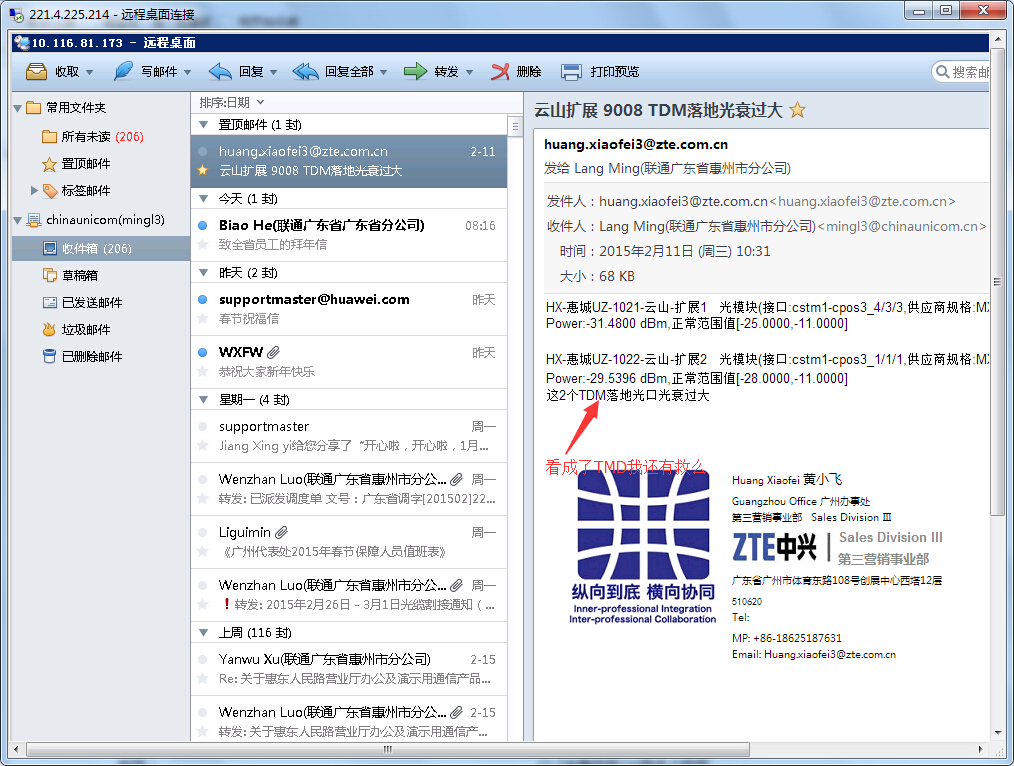 221.4.225.214 - 远程桌面连接
10.116.81.173 - 远程桌面
收取 写邮件 回复 回复全部 转发 删除 打印预览 搜索邮
常用文件夹
所有未读 (206)
置顶邮件
标签邮件
chinaunicom(mingl3)
收件箱 (206)
草稿箱
已发送邮件
垃圾邮件
已删除邮件
排序:日期
置顶邮件 (1 封)
huang.xiaofei3@zte.com.cn 2-11
云山扩展 9008 TDM落地光衰过大
今天 (1 封)
Biao He(联通广东省广东省分公司) 08:16
致全省员工的拜年信
昨天 (2 封)
supportmaster@huawei.com 昨天
春节祝福信
WXFW 昨天
恭祝大家新年快乐
星期一 (4 封)
supportmaster 周一
Jiang Xing yi给您分享了“开心啦，开心啦，1月...
Wenzhan Luo(联通广东省惠州市分公... 周一
转发: 已派发调度单 文号：广东省调字[201502]22...
Liguimin 周一
《广州代表处2015年春节保障人员值班表》
Wenzhan Luo(联通广东省惠州市分公... 周一
! 转发: 2015年2月26日－3月1日光缆割接通知（...
上周 (116 封)
Yanwu Xu(联通广东省惠州市分公司) 2-15
Re: 关于惠东人民路营业厅办公及演示用通信产品...
Wenzhan Luo(联通广东省惠州市分公... 2-15
转发: 关于惠东人民路营业厅办公及演示用通信产...
云山扩展 9008 TDM落地光衰过大
huang.xiaofei3@zte.com.cn
发给 Lang Ming(联通广东省惠州市分公司)
发件人：huang.xiaofei3@zte.com.cn<huang.xiaofei3@zte.com.cn>
收件人：Lang Ming(联通广东省惠州市分公司)<mingl3@chinaunicom.cn>
时间：2015年2月11日 (周三) 10:31
大小：68 KB
HX-惠城UZ-1021-云山-扩展1 光模块(接口:cstm1-cpos3_4/3/3,供应商规格:MX
Power:-31.4800 dBm,正常范围值[-25.0000,-11.0000]
HX-惠城UZ-1022-云山-扩展2 光模块(接口:cstm1-cpos3_1/1/1,供应商规格:MX
Power:-29.5396 dBm,正常范围值[-28.0000,-11.0000]
这2个TDM落地光口光衰过大
看成了TMD我还有救么
纵向到底 横向协同
Inner-professional Integration
Inter-professional Collaboration
Huang Xiaofei 黄小飞
Guangzhou Office 广州办事处
第三营销事业部 Sales Division Ⅲ
ZTE中兴
Sales Division III
第三营销事业部
广东省广州市体育东路108号创展中心西塔12层
510620
Tel:
MP: +86-18625187631
Email: Huang.xiaofei3@zte.com.cn